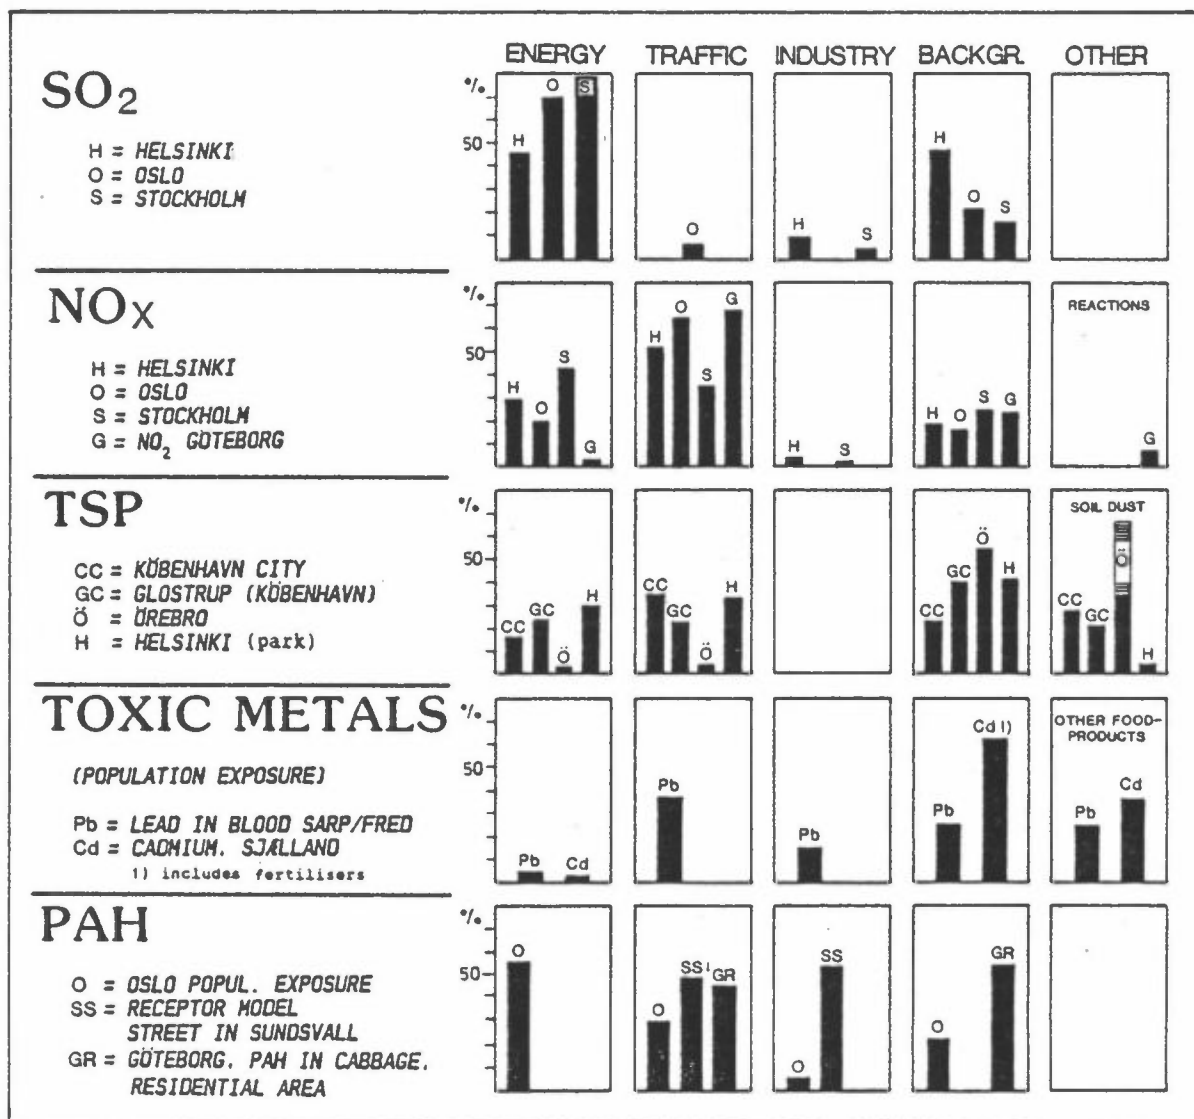 ENERGY TRAFFIC INDUSTRY BACKGR. OTHER
SO2
H = HELSINKI
O = OSLO
S = STOCKHOLM
% 50 H O S
O
H S
H O S
NOX
H = HELSINKI
O = OSLO
S = STOCKHOLM
G = NO2 GÖTEBORG
% 50 H O S G
H O S G
H S
H O S G
REACTIONS
G
TSP
CC = KÖBENHAVN CITY
GC = GLOSTRUP (KÖBENHAVN)
Ö = ÖREBRO
H = HELSINKI (park)
% 50 CC GC Ö H
CC GC Ö H
CC GC Ö H
SOIL DUST
CC GC Ö H
TOXIC METALS
(POPULATION EXPOSURE)
Pb = LEAD IN BLOOD SARP/FRED
Cd = CADMIUM. SJÆLLAND
1) includes fertilisers
% 50 Pb Cd
Pb
Pb
Pb Cd 1)
OTHER FOOD-
PRODUCTS
Pb Cd
PAH
O = OSLO POPUL. EXPOSURE
SS = RECEPTOR MODEL
STREET IN SUNDSVALL
GR = GÖTEBORG. PAH IN CABBAGE.
RESIDENTIAL AREA
% 50 O
O SS GR
O SS
O GR